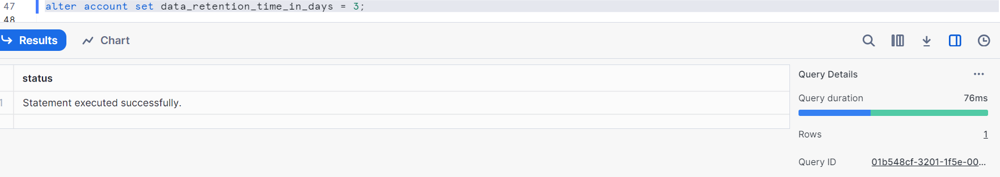 47 alter account set data_retention_time_in_days = 3;
48
Results Chart
status
Query Details
1 Statement executed successfully.
Query duration 76ms
Rows 1
Query ID 01b548cf-3201-1f5e-00...